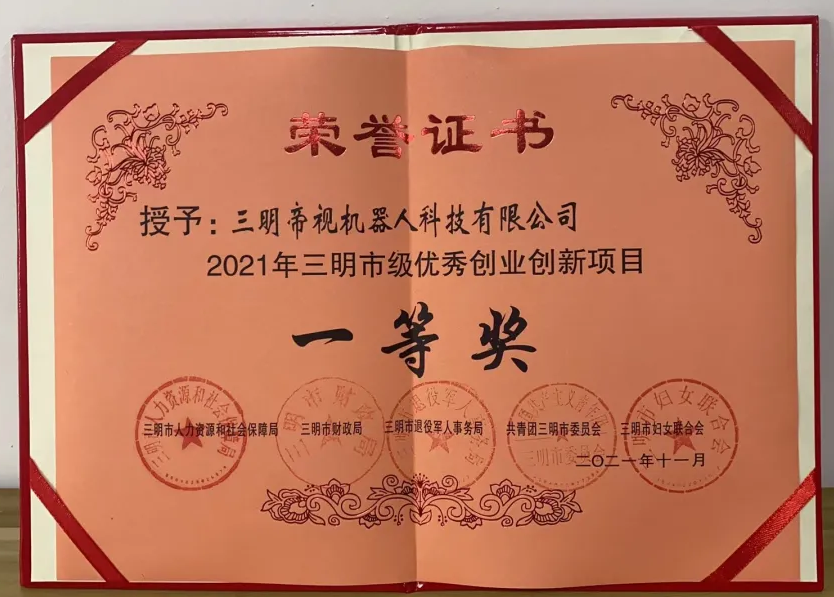 荣誉证书
授予：三明帝视机器人科技有限公司
2021年三明市级优秀创业创新项目
一等奖
三明市人力资源和社会保障局 三明市财政局 三明市退役军人事务局 共青团三明市委员会 三明市妇女联合会
二〇二一年十一月